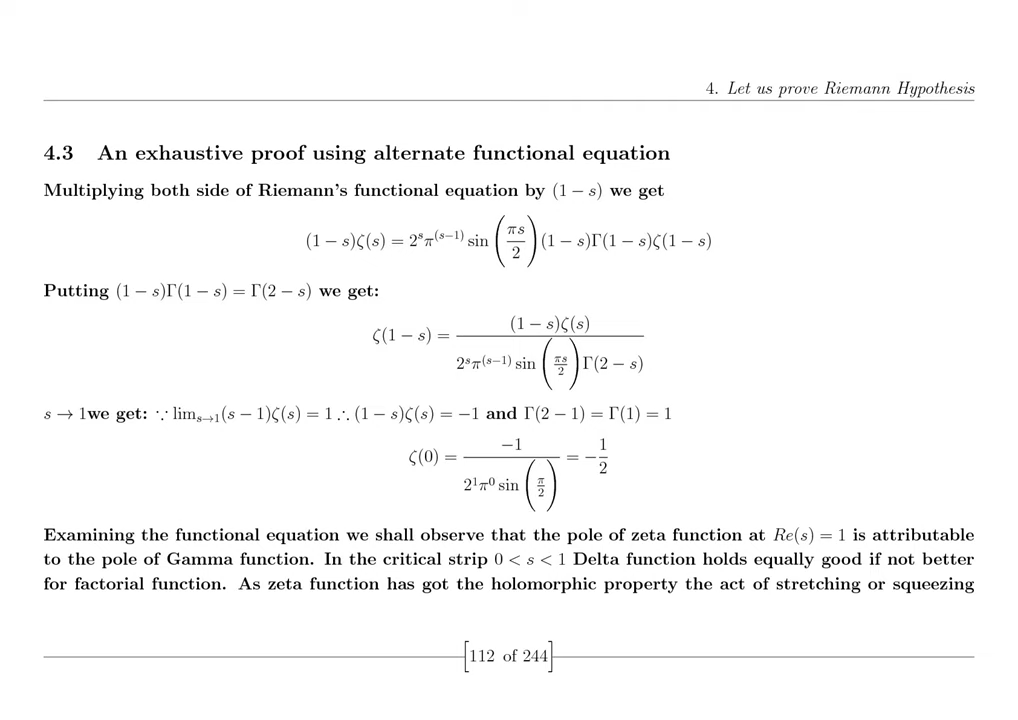 4. Let us prove Riemann Hypothesis
4.3 An exhaustive proof using alternate functional equation
Multiplying both side of Riemann's functional equation by (1 − s) we get
(1 − s)ζ(s) = 2^s π^(s−1) sin(πs/2)(1 − s)Γ(1 − s)ζ(1 − s)
Putting (1 − s)Γ(1 − s) = Γ(2 − s) we get:
ζ(1 − s) = (1 − s)ζ(s) / 2^s π^(s−1) sin(πs/2)Γ(2 − s)
s → 1we get: ∵ lim_{s→1}(s − 1)ζ(s) = 1 ∴ (1 − s)ζ(s) = −1 and Γ(2 − 1) = Γ(1) = 1
ζ(0) = −1 / 2^1 π^0 sin(π/2) = −1/2
Examining the functional equation we shall observe that the pole of zeta function at Re(s) = 1 is attributable
to the pole of Gamma function. In the critical strip 0 < s < 1 Delta function holds equally good if not better
for factorial function. As zeta function has got the holomorphic property the act of stretching or squeezing
[112 of 244]